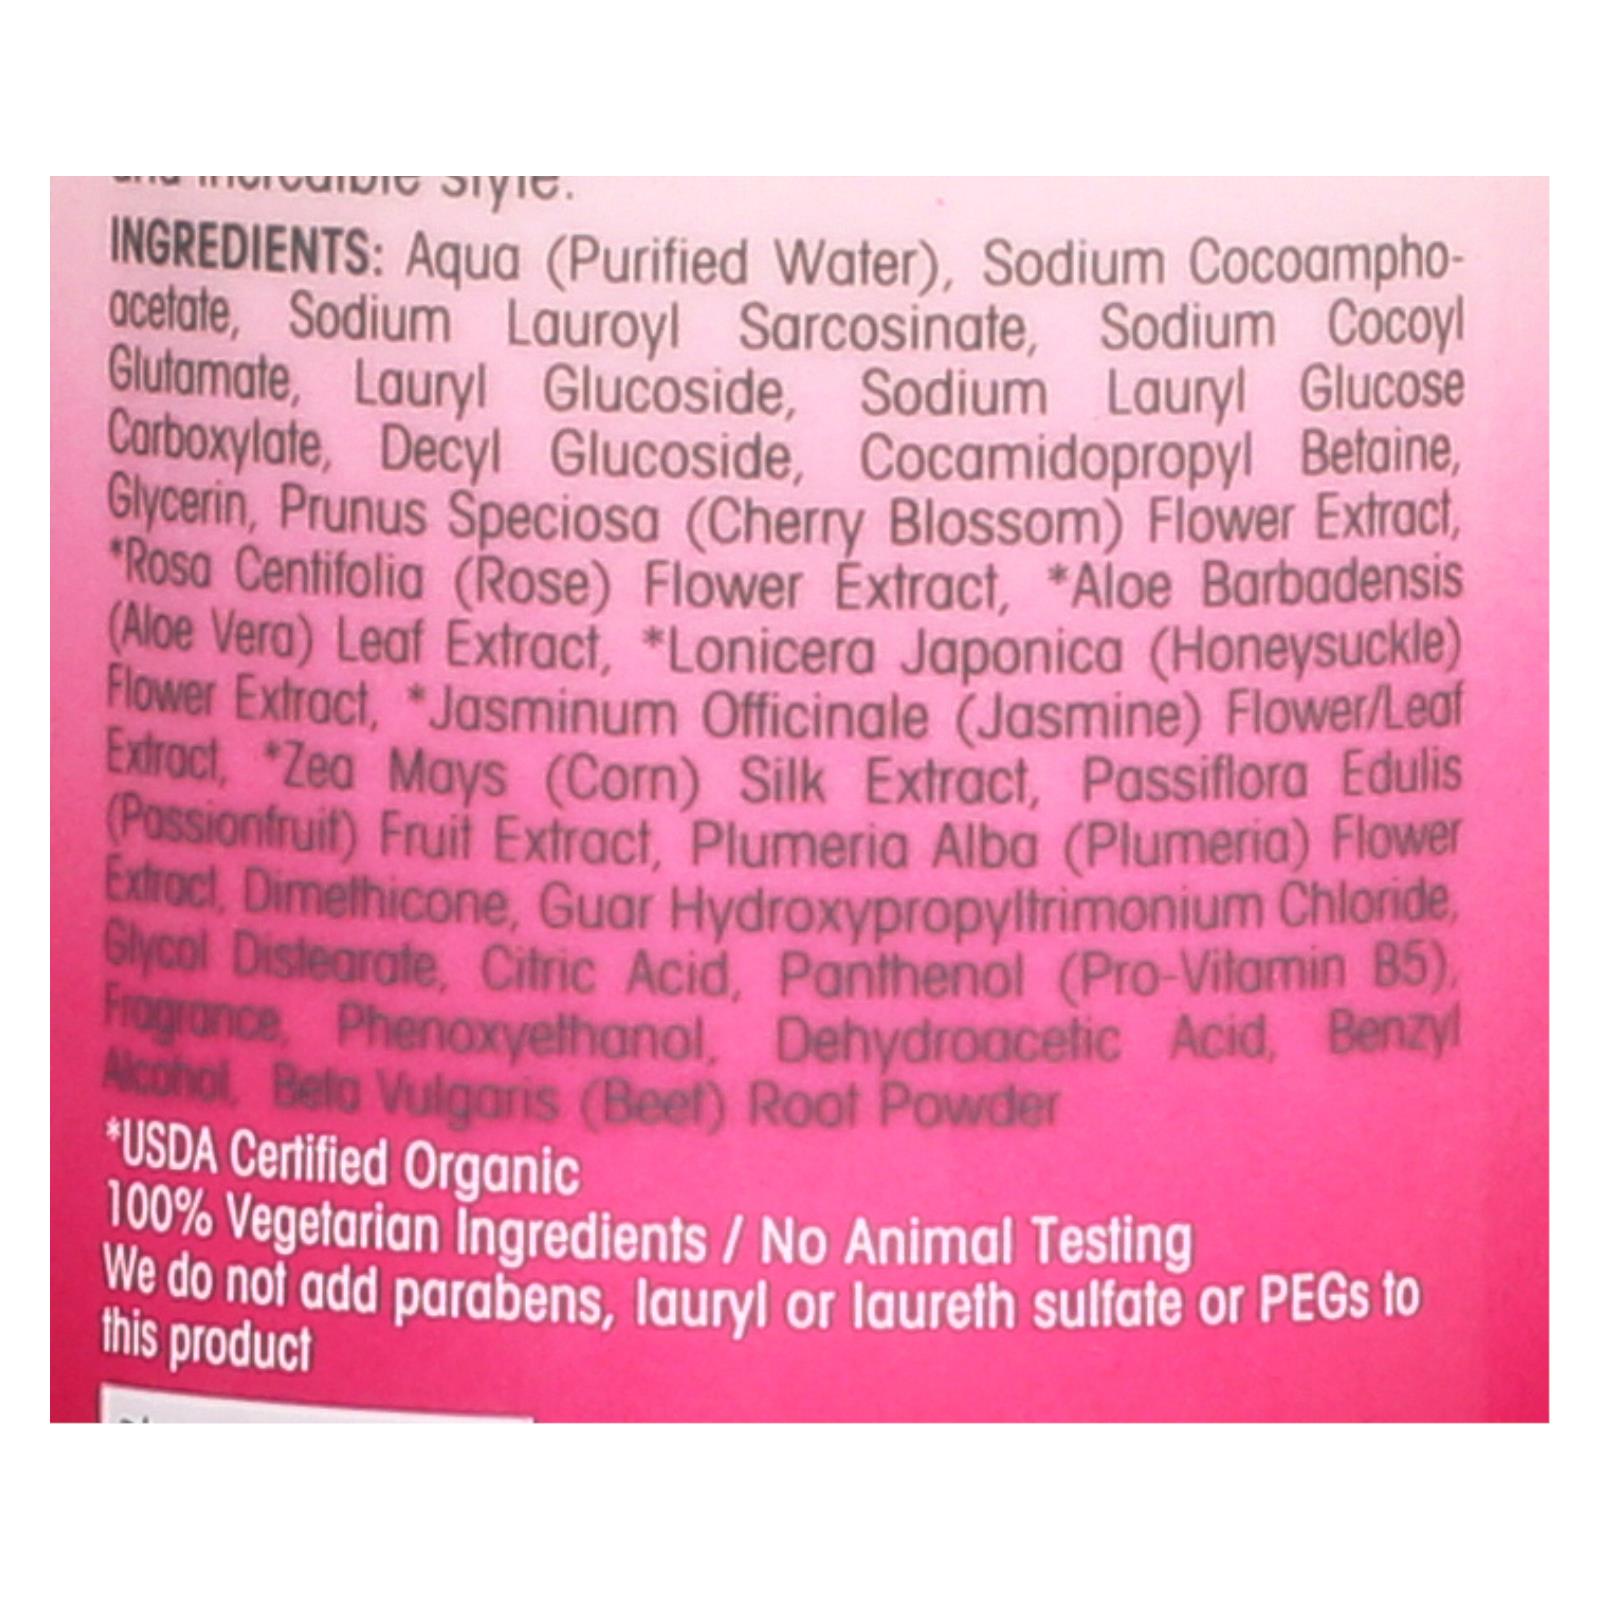 and incredible style.
INGREDIENTS: Aqua (Purified Water), Sodium Cocoampho-
acetate, Sodium Lauroyl Sarcosinate, Sodium Cocoyl
Glutamate, Lauryl Glucoside, Sodium Lauryl Glucose
Carboxylate, Decyl Glucoside, Cocamidopropyl Betaine,
Glycerin, Prunus Speciosa (Cherry Blossom) Flower Extract,
*Rosa Centifolia (Rose) Flower Extract, *Aloe Barbadensis
(Aloe Vera) Leaf Extract, *Lonicera Japonica (Honeysuckle)
Flower Extract, *Jasminum Officinale (Jasmine) Flower/Leaf
Extract, *Zea Mays (Corn) Silk Extract, Passiflora Edulis
(Passionfruit) Fruit Extract, Plumeria Alba (Plumeria) Flower
Extract, Dimethicone, Guar Hydroxypropyltrimonium Chloride,
Glycol Distearate, Citric Acid, Panthenol (Pro-Vitamin B5),
Fragrance, Phenoxyethanol, Dehydroacetic Acid, Benzyl
Alcohol, Beta Vulgaris (Beet) Root Powder
*USDA Certified Organic
100% Vegetarian Ingredients / No Animal Testing
We do not add parabens, lauryl or laureth sulfate or PEGs to
this product